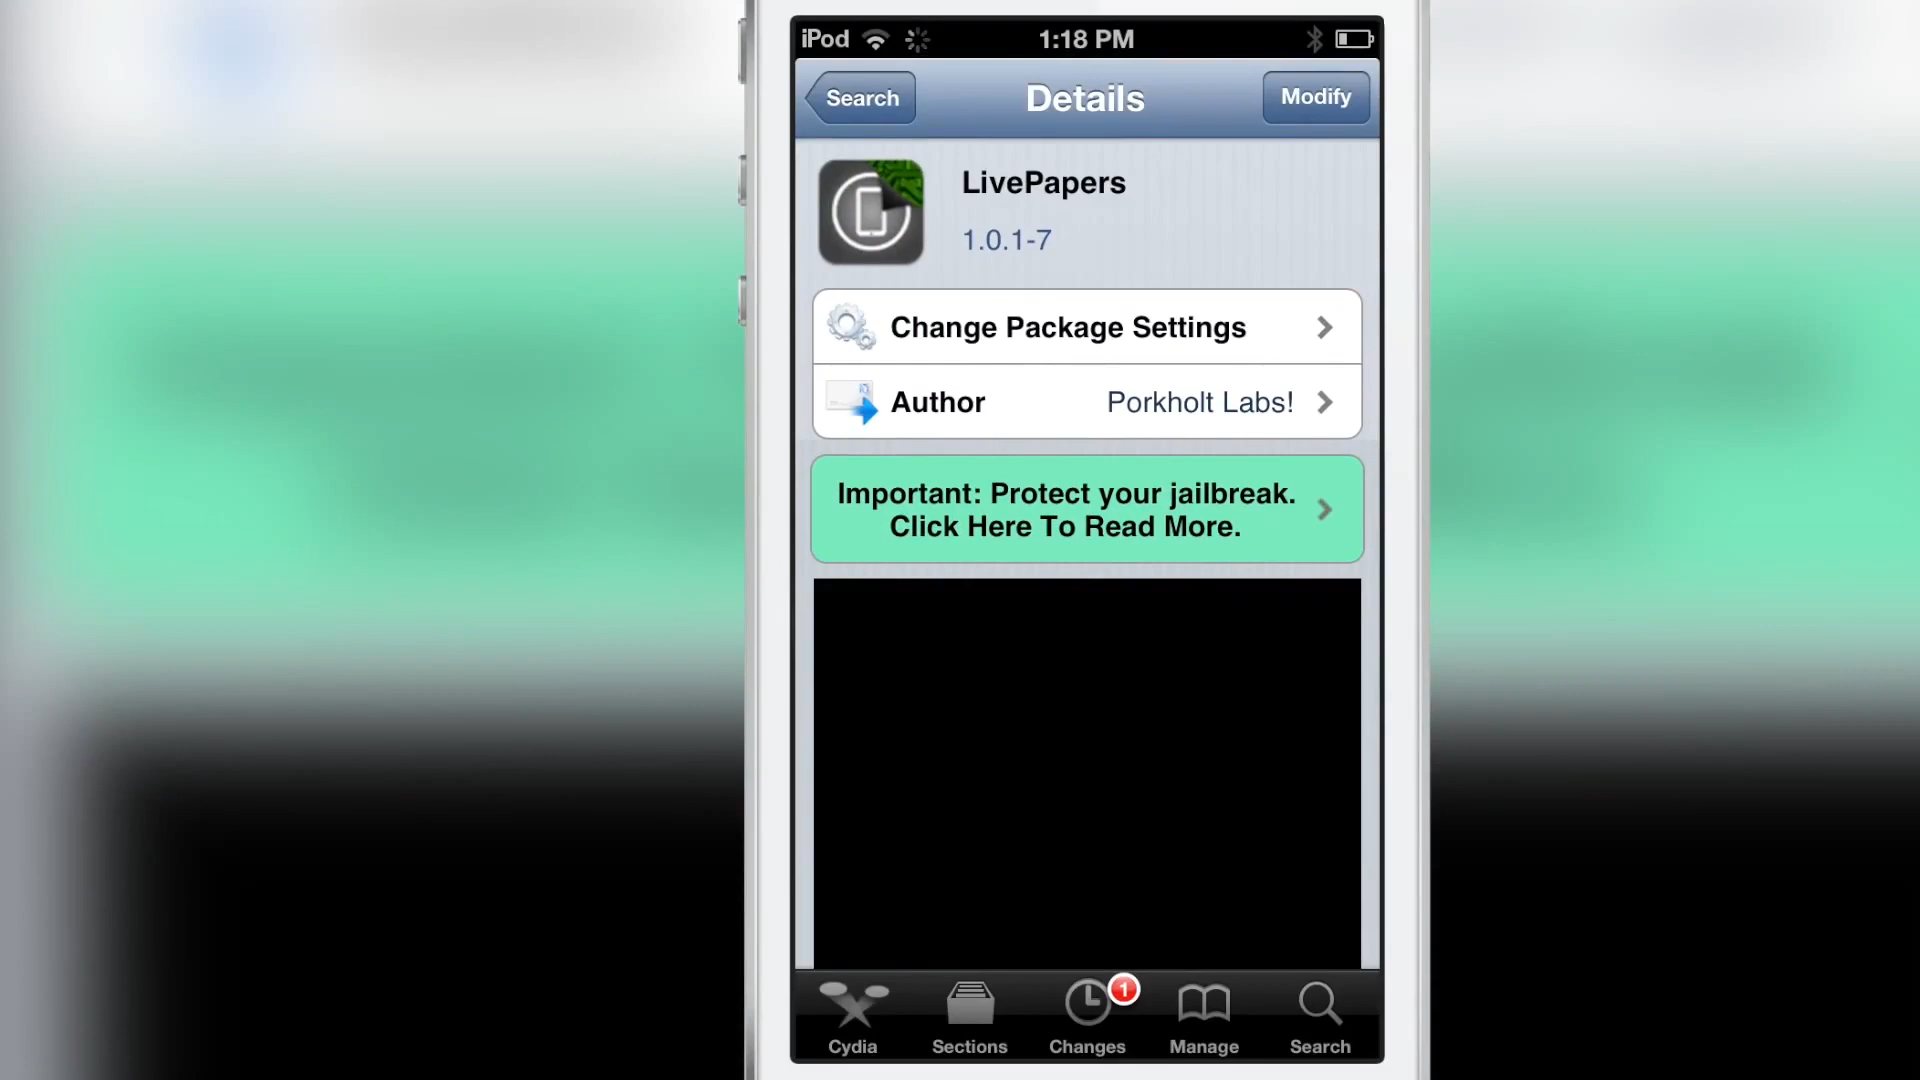 iPod
1:18 PM
Search
Details
Modify
LivePapers
1.0.1-7
Change Package Settings
Author
Porkholt Labs!
Important: Protect your jailbreak.
Click Here To Read More.
1
Cydia
Sections
Changes
Manage
Search